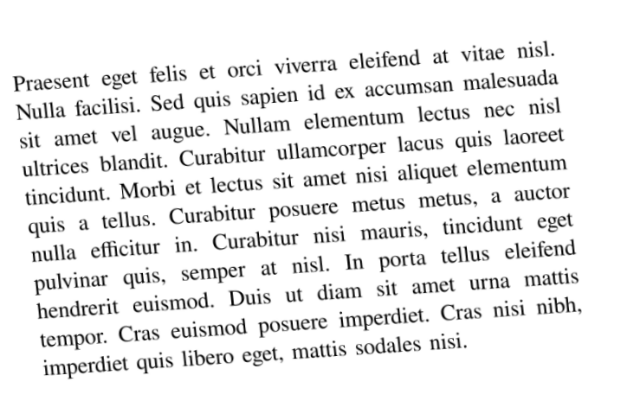 Praesent eget felis et orci viverra eleifend at vitae nisl.
Nulla facilisi. Sed quis sapien id ex accumsan malesuada
sit amet vel augue. Nullam elementum lectus nec nisl
ultrices blandit. Curabitur ullamcorper lacus quis laoreet
tincidunt. Morbi et lectus sit amet nisi aliquet elementum
quis a tellus. Curabitur posuere metus metus, a auctor
nulla efficitur in. Curabitur nisi mauris, tincidunt eget
pulvinar quis, semper at nisl. In porta tellus eleifend
hendrerit euismod. Duis ut diam sit amet urna mattis
tempor. Cras euismod posuere imperdiet. Cras nisi nibh,
imperdiet quis libero eget, mattis sodales nisi.